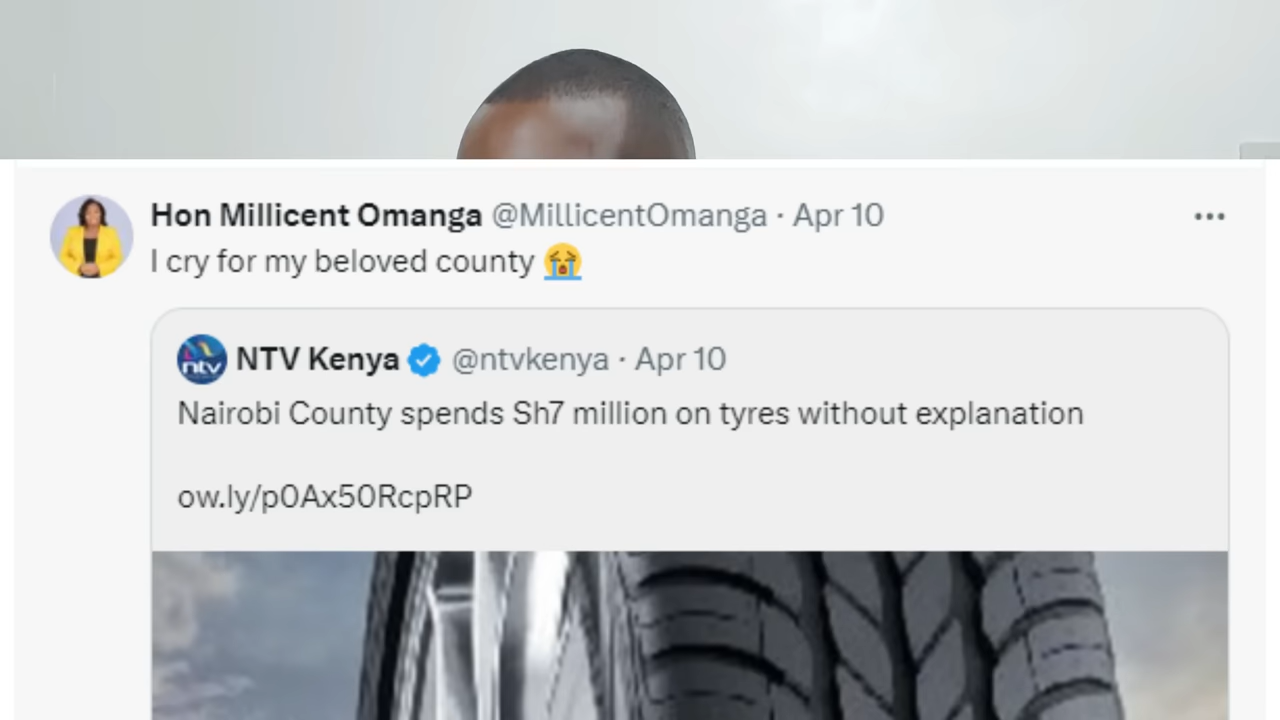 Hon Millicent Omanga @MillicentOmanga · Apr 10
I cry for my beloved county 😭
ntv NTV Kenya @ntvkenya · Apr 10
Nairobi County spends Sh7 million on tyres without explanation
ow.ly/p0Ax50RcpRP